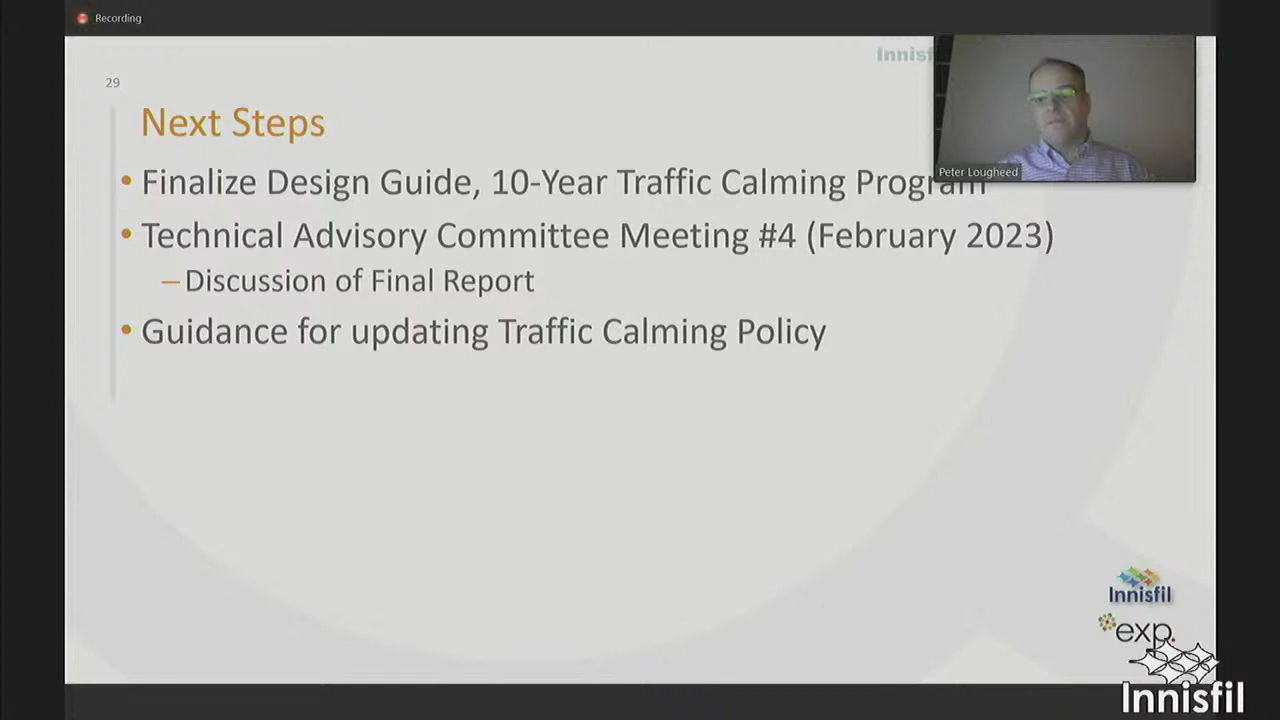 Recording
29
Next Steps
• Finalize Design Guide, 10-Year Traffic Calming Program
• Technical Advisory Committee Meeting #4 (February 2023)
–Discussion of Final Report
• Guidance for updating Traffic Calming Policy
Peter Lougheed
Innisfil
exp.
Innisfil